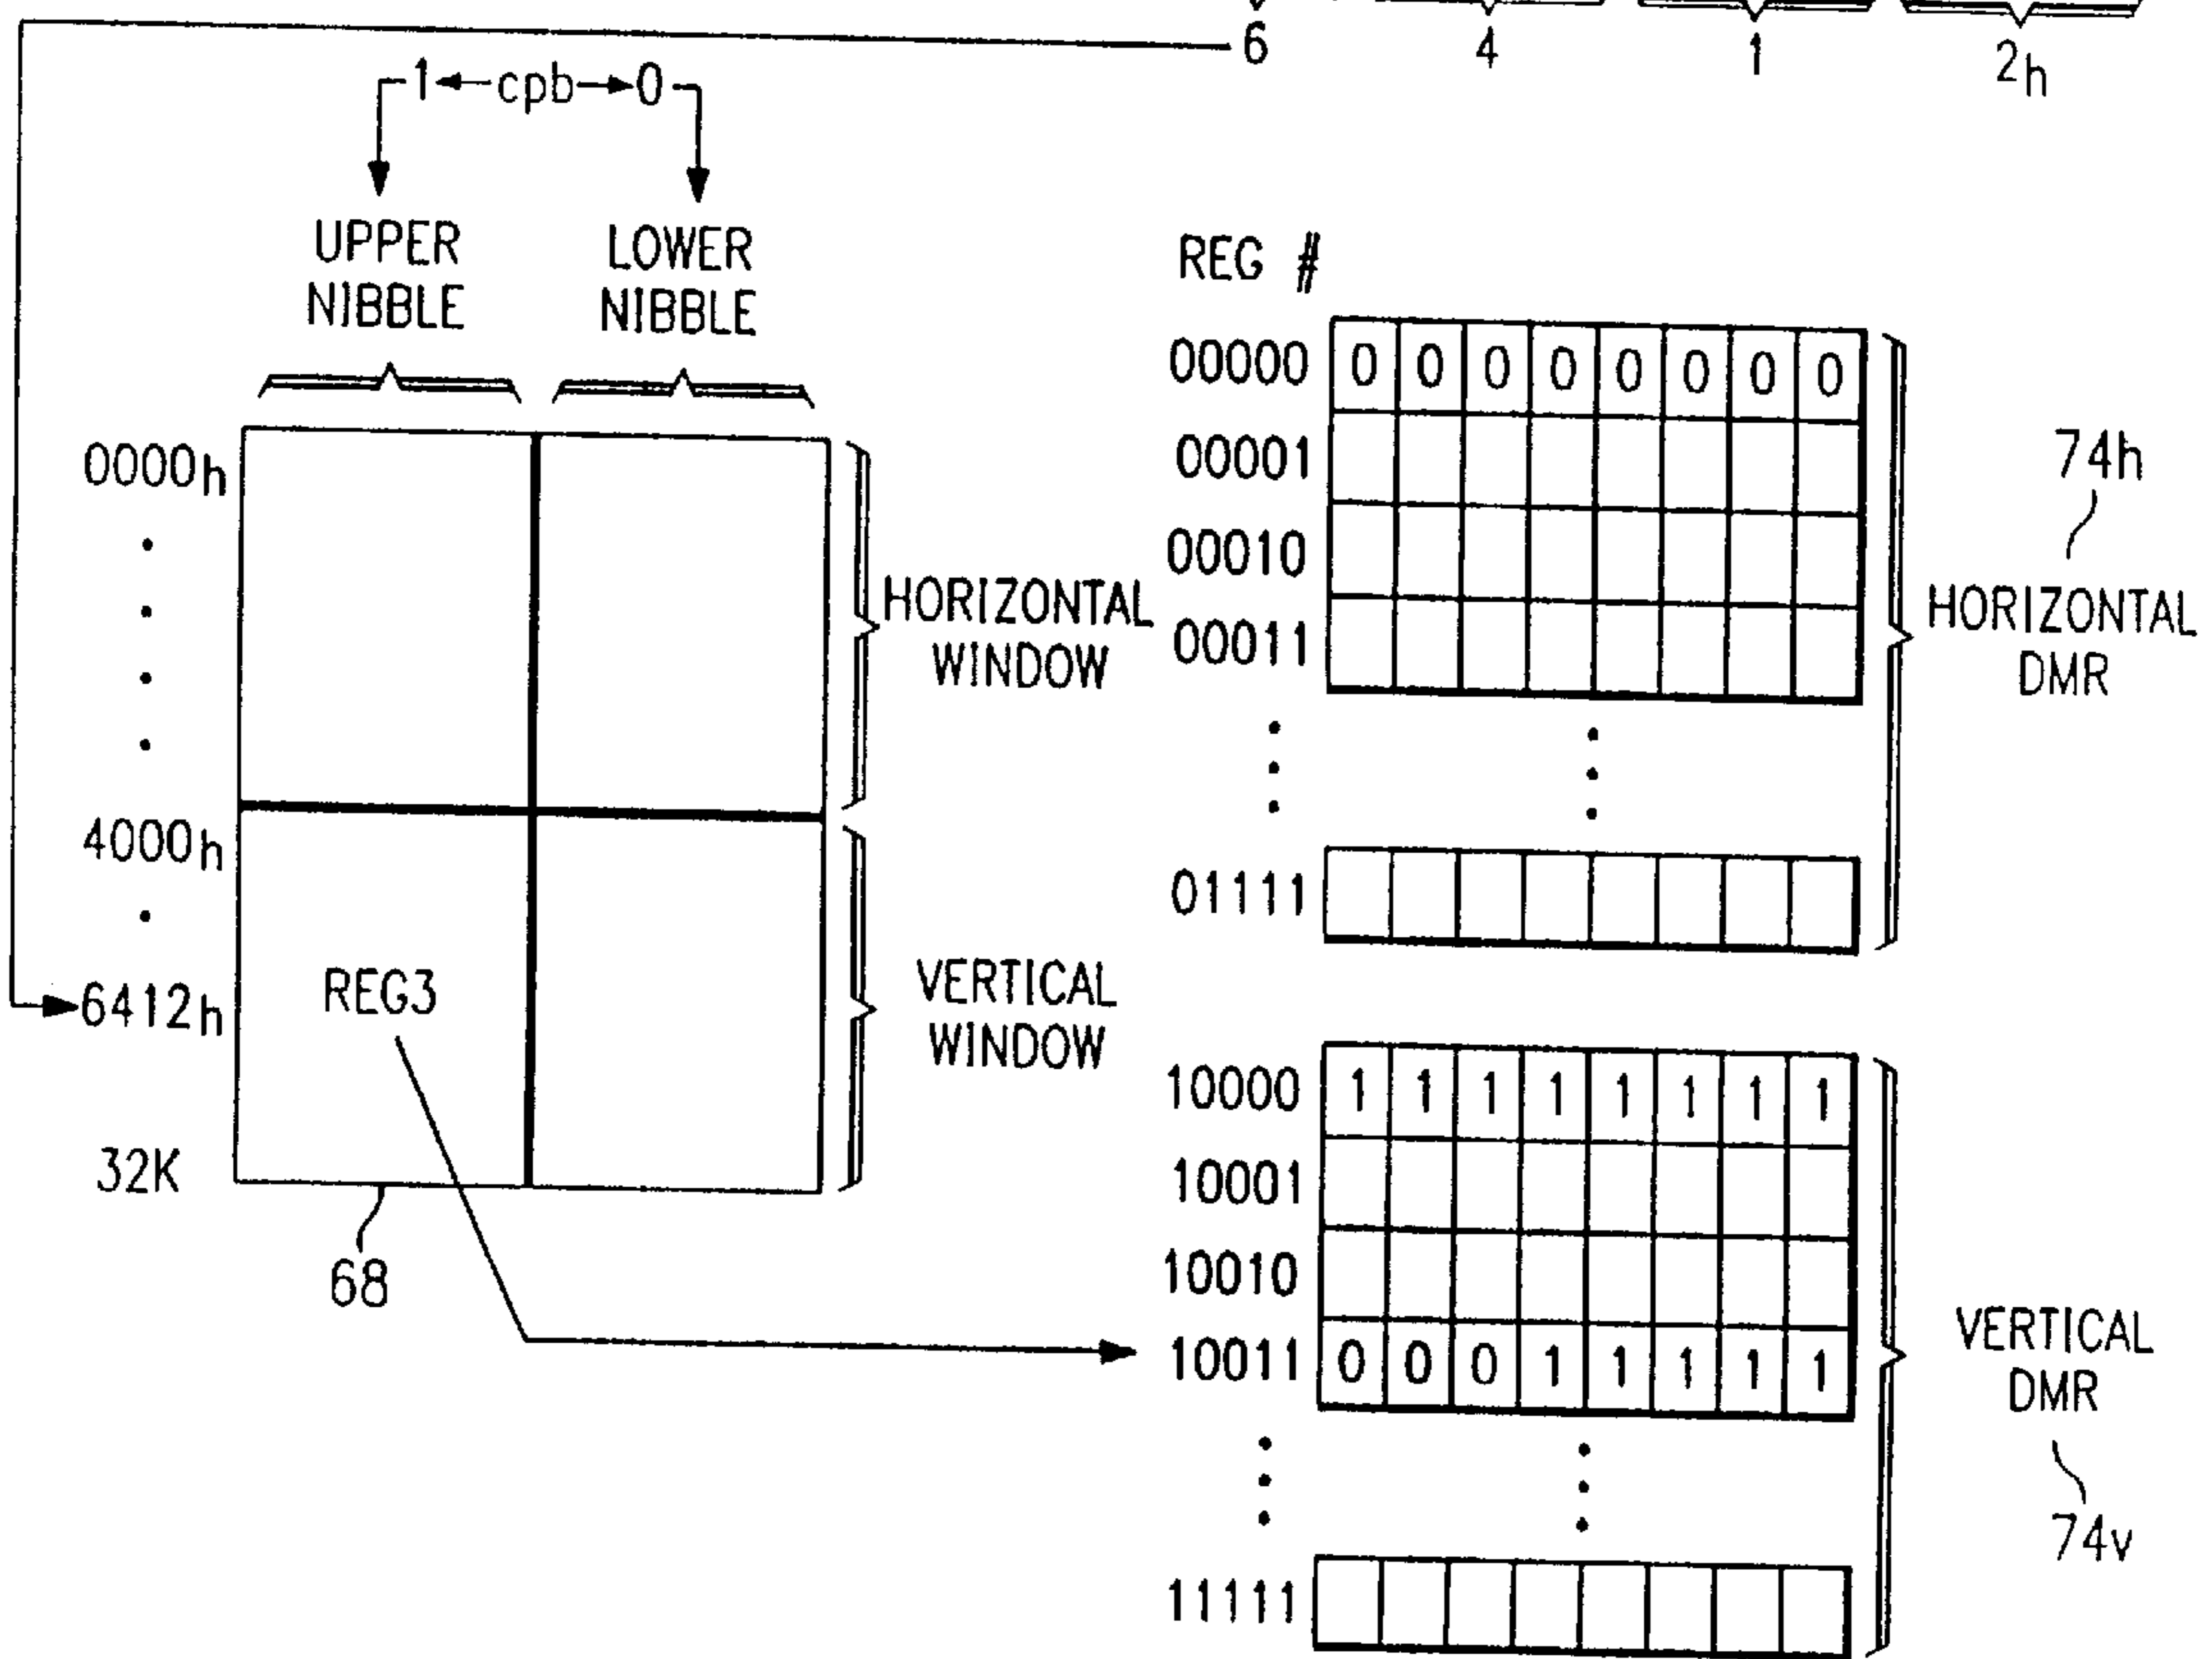 6 4 1 2h
1 cpb 0
UPPER NIBBLE
LOWER NIBBLE
0000h
4000h
6412h
32K
REG3
68
HORIZONTAL WINDOW
VERTICAL WINDOW
REG #
00000 0 0 0 0 0 0 0 0
00001
00010
00011
01111
74h
HORIZONTAL DMR
10000 1 1 1 1 1 1 1 1
10001
10010
10011 0 0 0 1 1 1 1 1
11111
VERTICAL DMR
74v